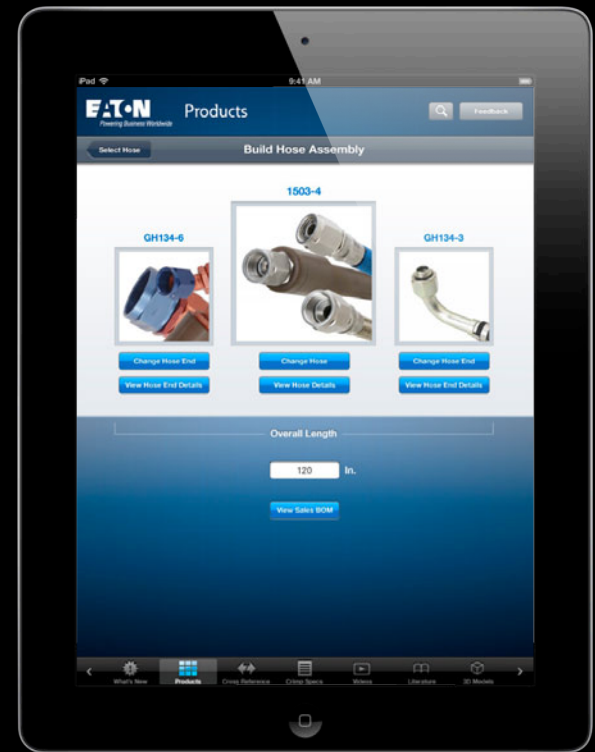 iPad 9:41 AM
EATON
Powering Business Worldwide
Products
Feedback
Select Hose
Build Hose Assembly
1503-4
GH134-6
GH134-3
Change Hose End
Change Hose
Change Hose End
View Hose End Details
View Hose Details
View Hose End Details
Overall Length
120 In.
View Sales BOM
What's New
Products
Cross Reference
Crimp Specs
Videos
Literature
3D Models